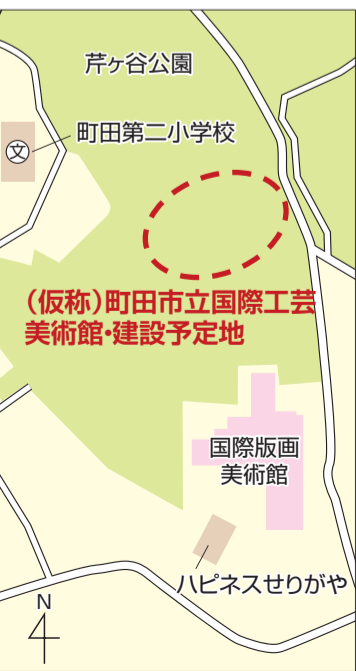 芹ヶ谷公園
町田第二小学校
文
（仮称）町田市立国際工芸
美術館・建設予定地
国際版画
美術館
ハピネスせりがや
N